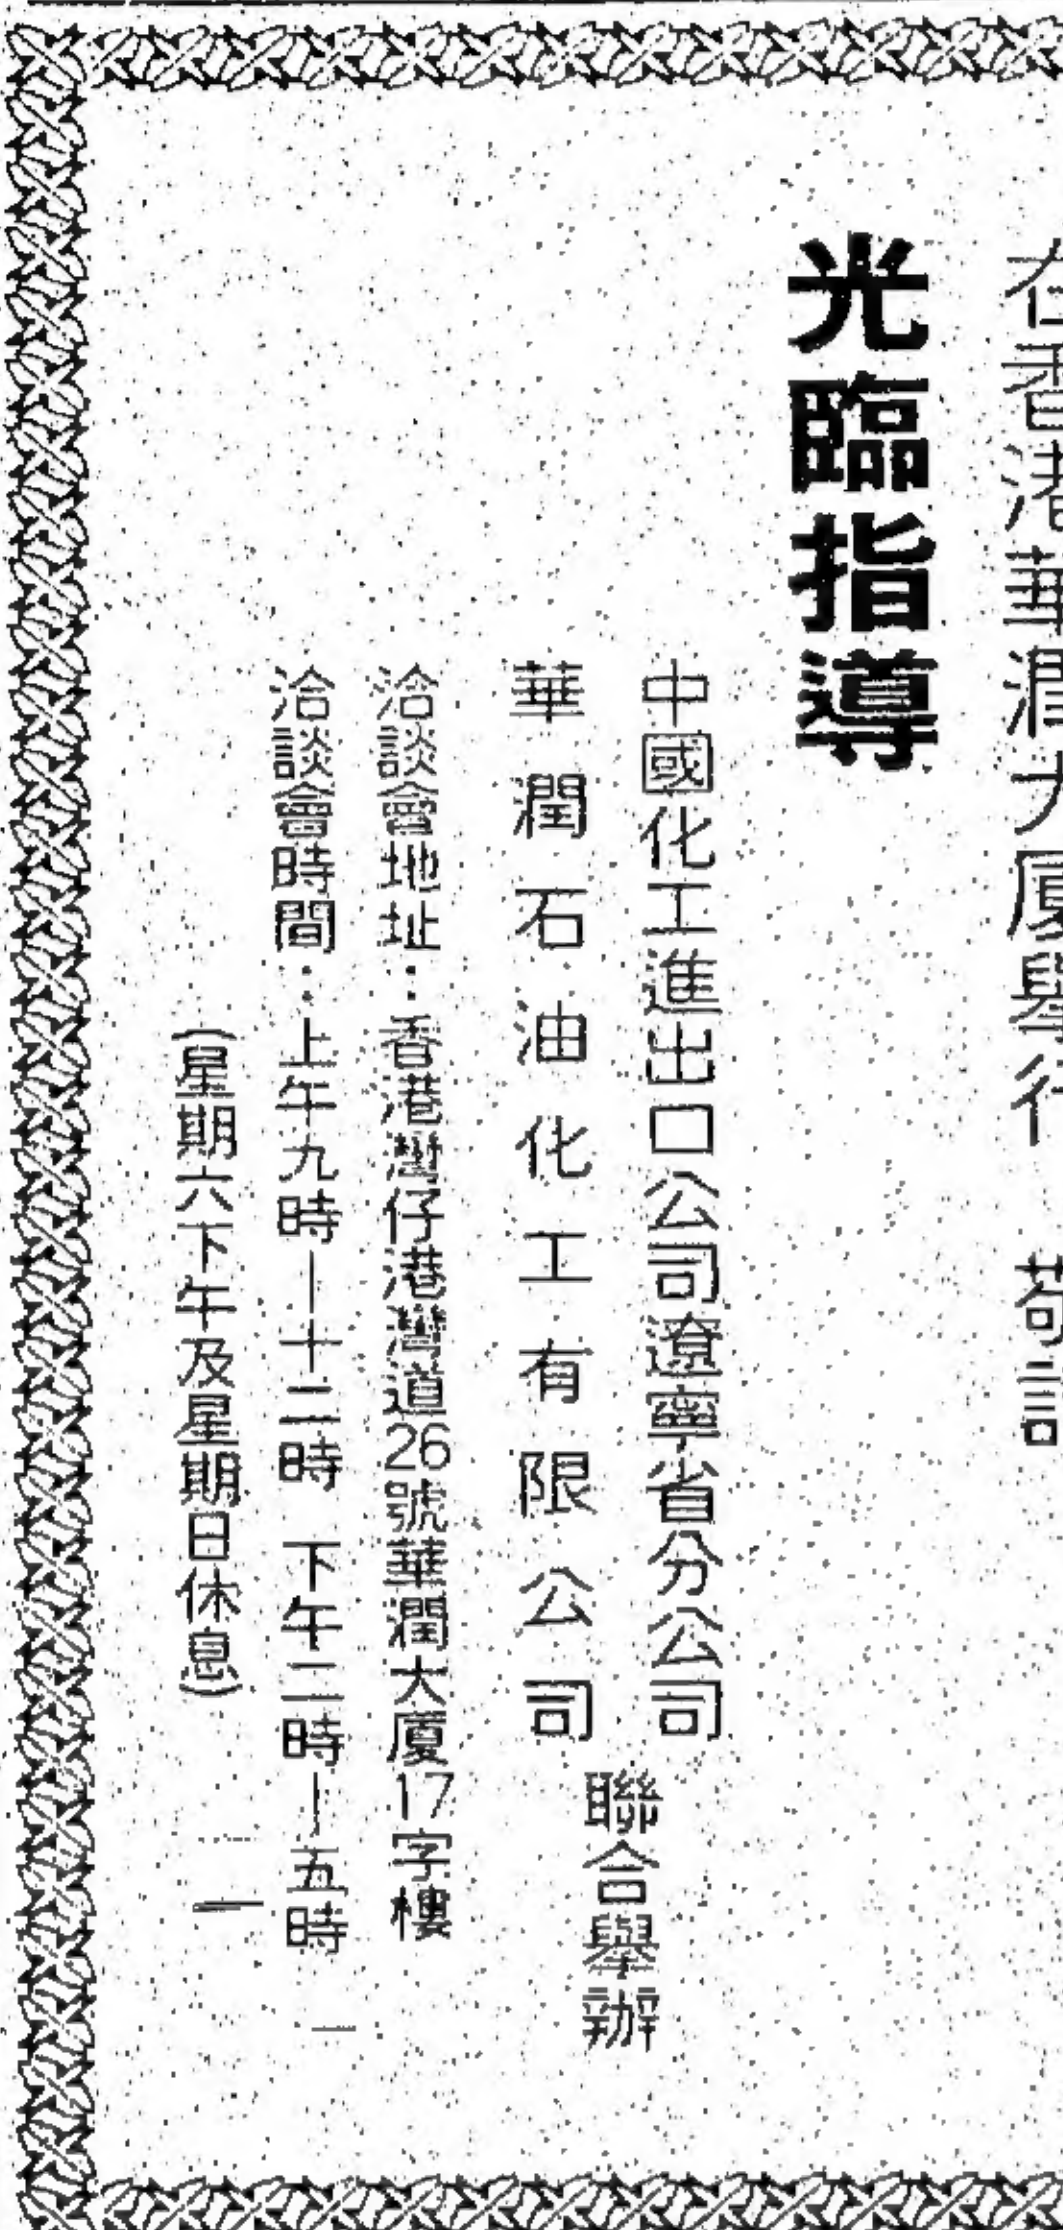 在香港華潤大厦舉行　敬請
光臨指導
中國化工進出口公司遼寧省分公司
華潤石油化工有限公司
聯合舉辦
洽談會地址：香港灣仔港灣道26號華潤大廈17字樓
洽談會時間：上午九時—十二時 下午二時—五時
(星期六下午及星期日休息)